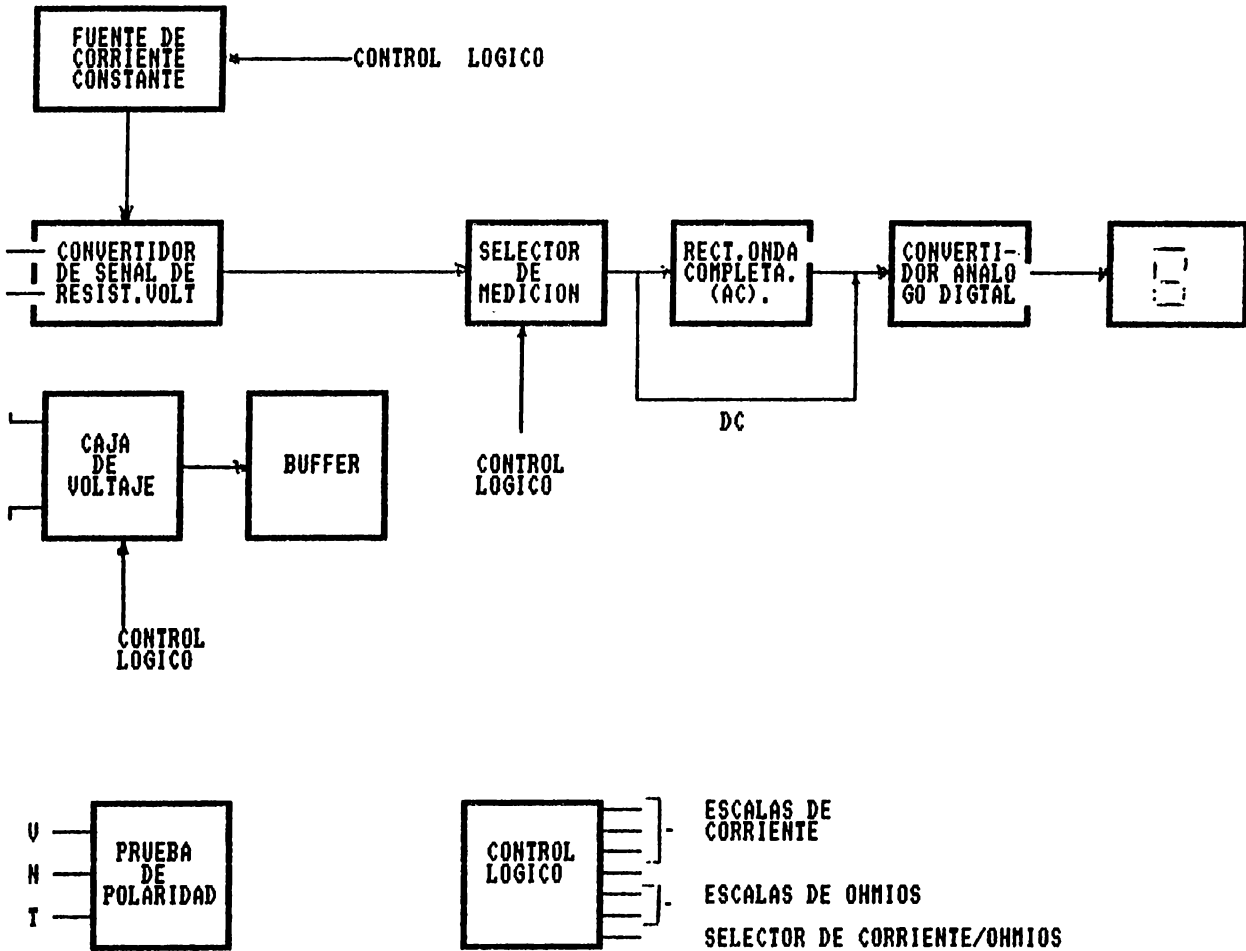 FUENTE DE
CORRIENTE
CONSTANTE
CONTROL LOGICO
CONVERTIDOR
DE SENAL DE
RESIST.VOLT
SELECTOR
DE
MEDICION
RECT.ONDA
COMPLETA.
(AC).
CONVERTI-
DOR ANALO
GO DIGTAL
DC
CAJA
DE
VOLTAJE
BUFFER
CONTROL
LOGICO
CONTROL
LOGICO
V
N
T
PRUEBA
DE
POLARIDAD
CONTROL
LOGICO
ESCALAS DE
CORRIENTE
ESCALAS DE OHMIOS
SELECTOR DE CORRIENTE/OHMIOS